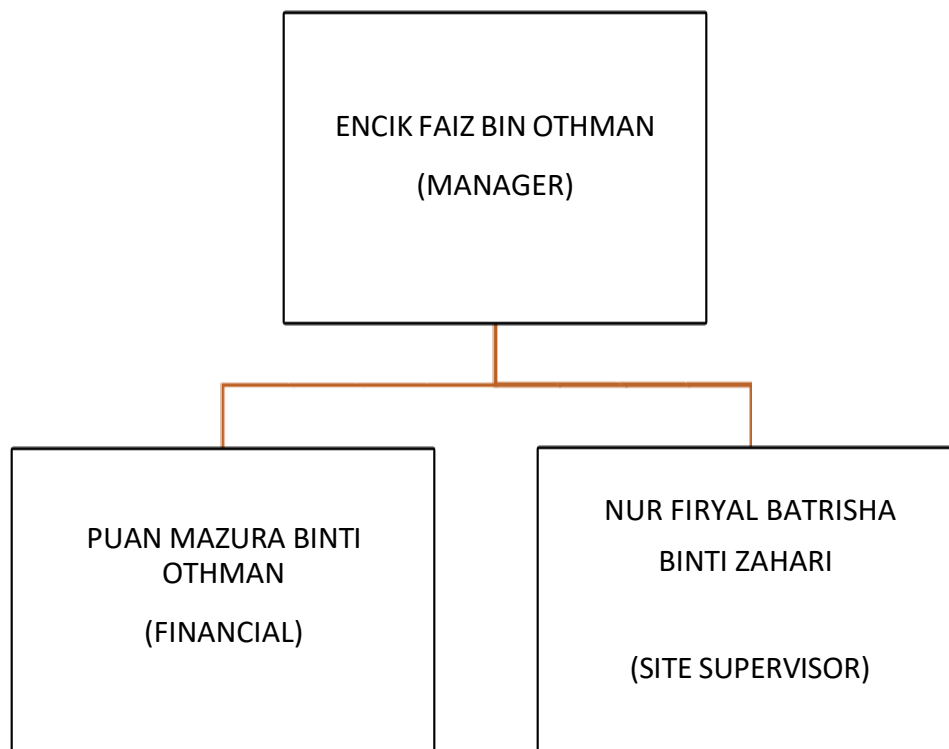 ENCIK FAIZ BIN OTHMAN
(MANAGER)
PUAN MAZURA BINTI
OTHMAN
(FINANCIAL)
NUR FIRYAL BATRISHA
BINTI ZAHARI
(SITE SUPERVISOR)